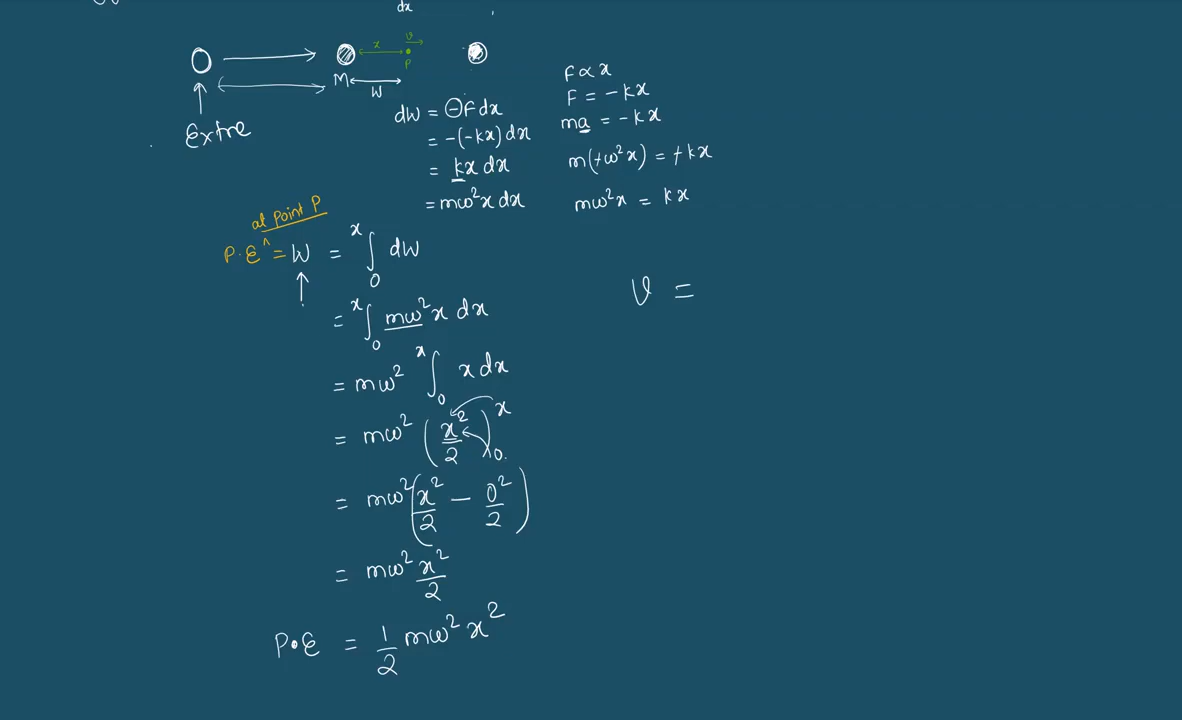 dx
x v
P
M
W
Extre
F ∝ x
F = -kx
ma = -kx
m(+ω²x) = +kx
mω²x = kx
dW = ⊖F dx
= -(-kx) dx
= kx dx
= mω²x dx
at point P
P.E ^ = W = ∫₀ˣ dW
= ∫₀ˣ mω²x dx
= mω² ∫₀ˣ x dx
= mω² (x²/2)₀ˣ
= mω² (x²/2 - 0²/2)
= mω² x²/2
P.E = 1/2 mω² x²
v =